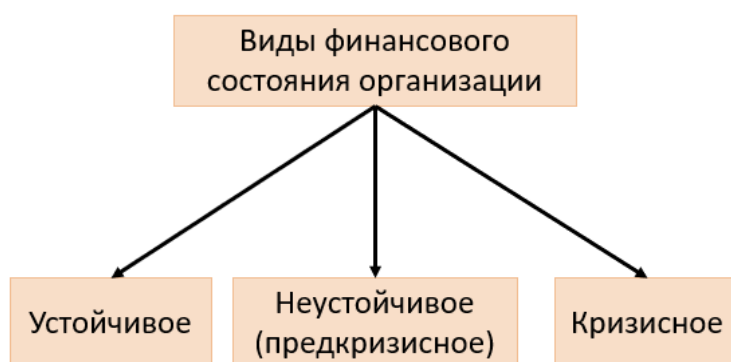 Виды финансового
состояния организации
Устойчивое
Неустойчивое
(предкризисное)
Кризисное